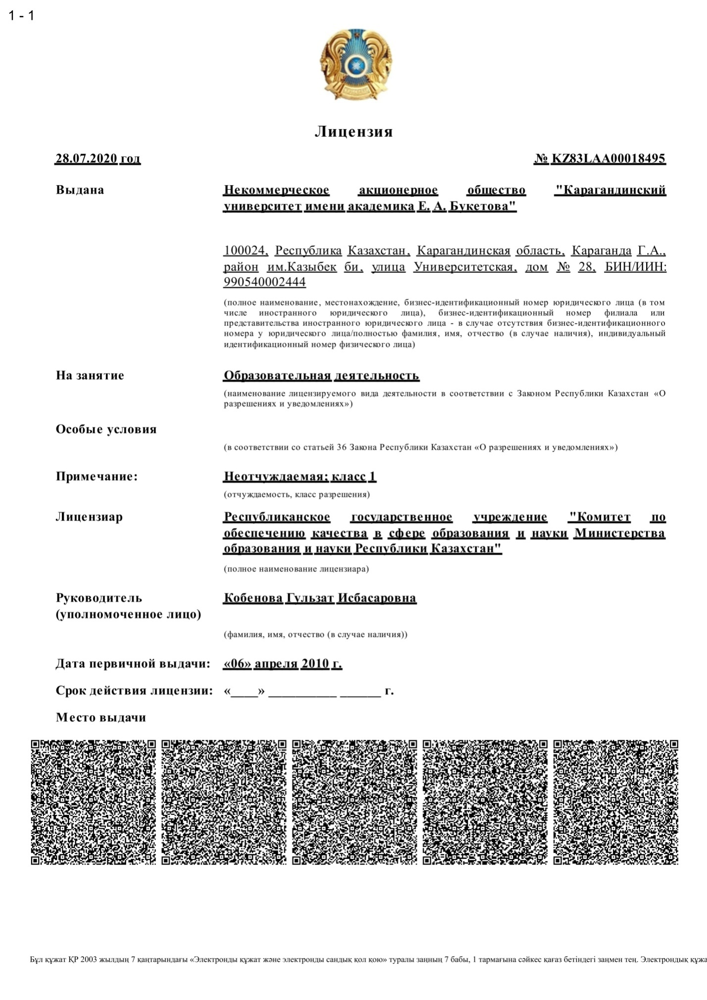 1 - 1
Лицензия
28.07.2020 год
№ KZ83LAA00018495
Выдана
Некоммерческое акционерное общество "Карагандинский
университет имени академика Е. А. Букетова"
100024, Республика Казахстан, Карагандинская область, Караганда Г.А.,
район им.Казыбек би, улица Университетская, дом № 28, БИН/ИИН:
990540002444
(полное наименование, местонахождение, бизнес-идентификационный номер юридического лица (в том
числе иностранного юридического лица), бизнес-идентификационный номер филиала или
представительства иностранного юридического лица - в случае отсутствия бизнес-идентификационного
номера у юридического лица/полностью фамилия, имя, отчество (в случае наличия), индивидуальный
идентификационный номер физического лица)
На занятие
Образовательная деятельность
(наименование лицензируемого вида деятельности в соответствии с Законом Республики Казахстан «О
разрешениях и уведомлениях»)
Особые условия
(в соответствии со статьей 36 Закона Республики Казахстан «О разрешениях и уведомлениях»)
Примечание:
Неотчуждаемая; класс 1
(отчуждаемость, класс разрешения)
Лицензиар
Республиканское государственное учреждение "Комитет по
обеспечению качества в сфере образования и науки Министерства
образования и науки Республики Казахстан"
(полное наименование лицензиара)
Руководитель
(уполномоченное лицо)
Кобенова Гульзат Исбасаровна
(фамилия, имя, отчество (в случае наличия))
Дата первичной выдачи:
«06» апреля 2010 г.
Срок действия лицензии:
«____» __________ ______ г.
Место выдачи
Бұл құжат ҚР 2003 жылдың 7 қаңтарындағы «Электронды құжат және электронды сандық қол қою» туралы заңның 7 бабы, 1 тармағына сәйкес қағаз бетіндегі заңмен тең. Электрондық құжа